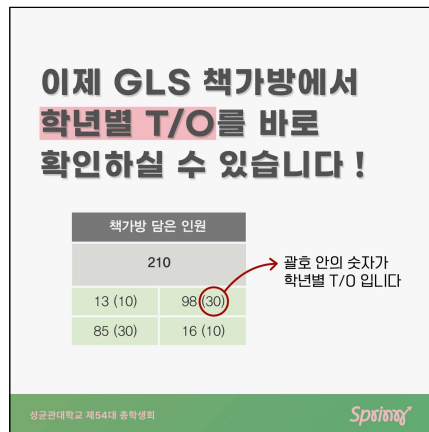 이제 GLS 책가방에서
학년별 T/O를 바로
확인하실 수 있습니다 !
책가방 담은 인원
210
13 (10) 98 (30)
85 (30) 16 (10)
괄호 안의 숫자가
학년별 T/O 입니다
성균관대학교 제54대 총학생회
Spring